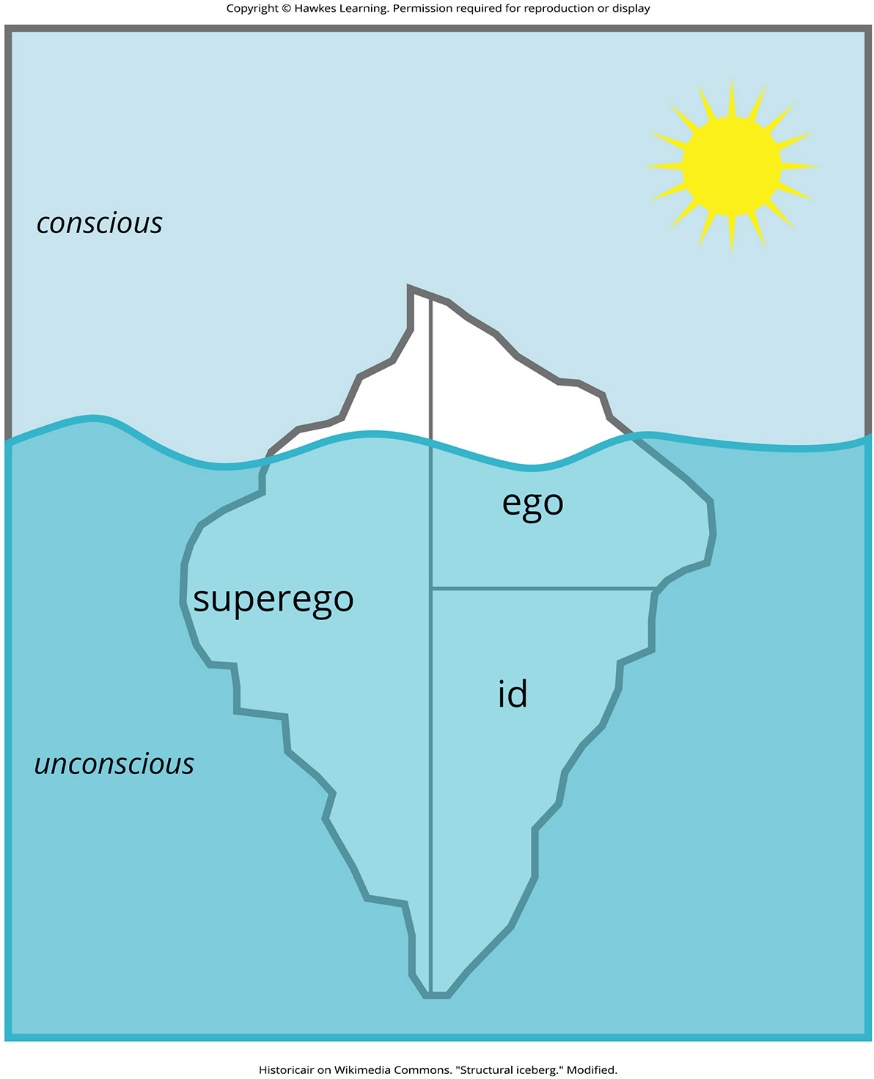 Copyright © Hawkes Learning. Permission required for reproduction or display
conscious
ego
superego
id
unconscious
Historicair on Wikimedia Commons. "Structural iceberg." Modified.